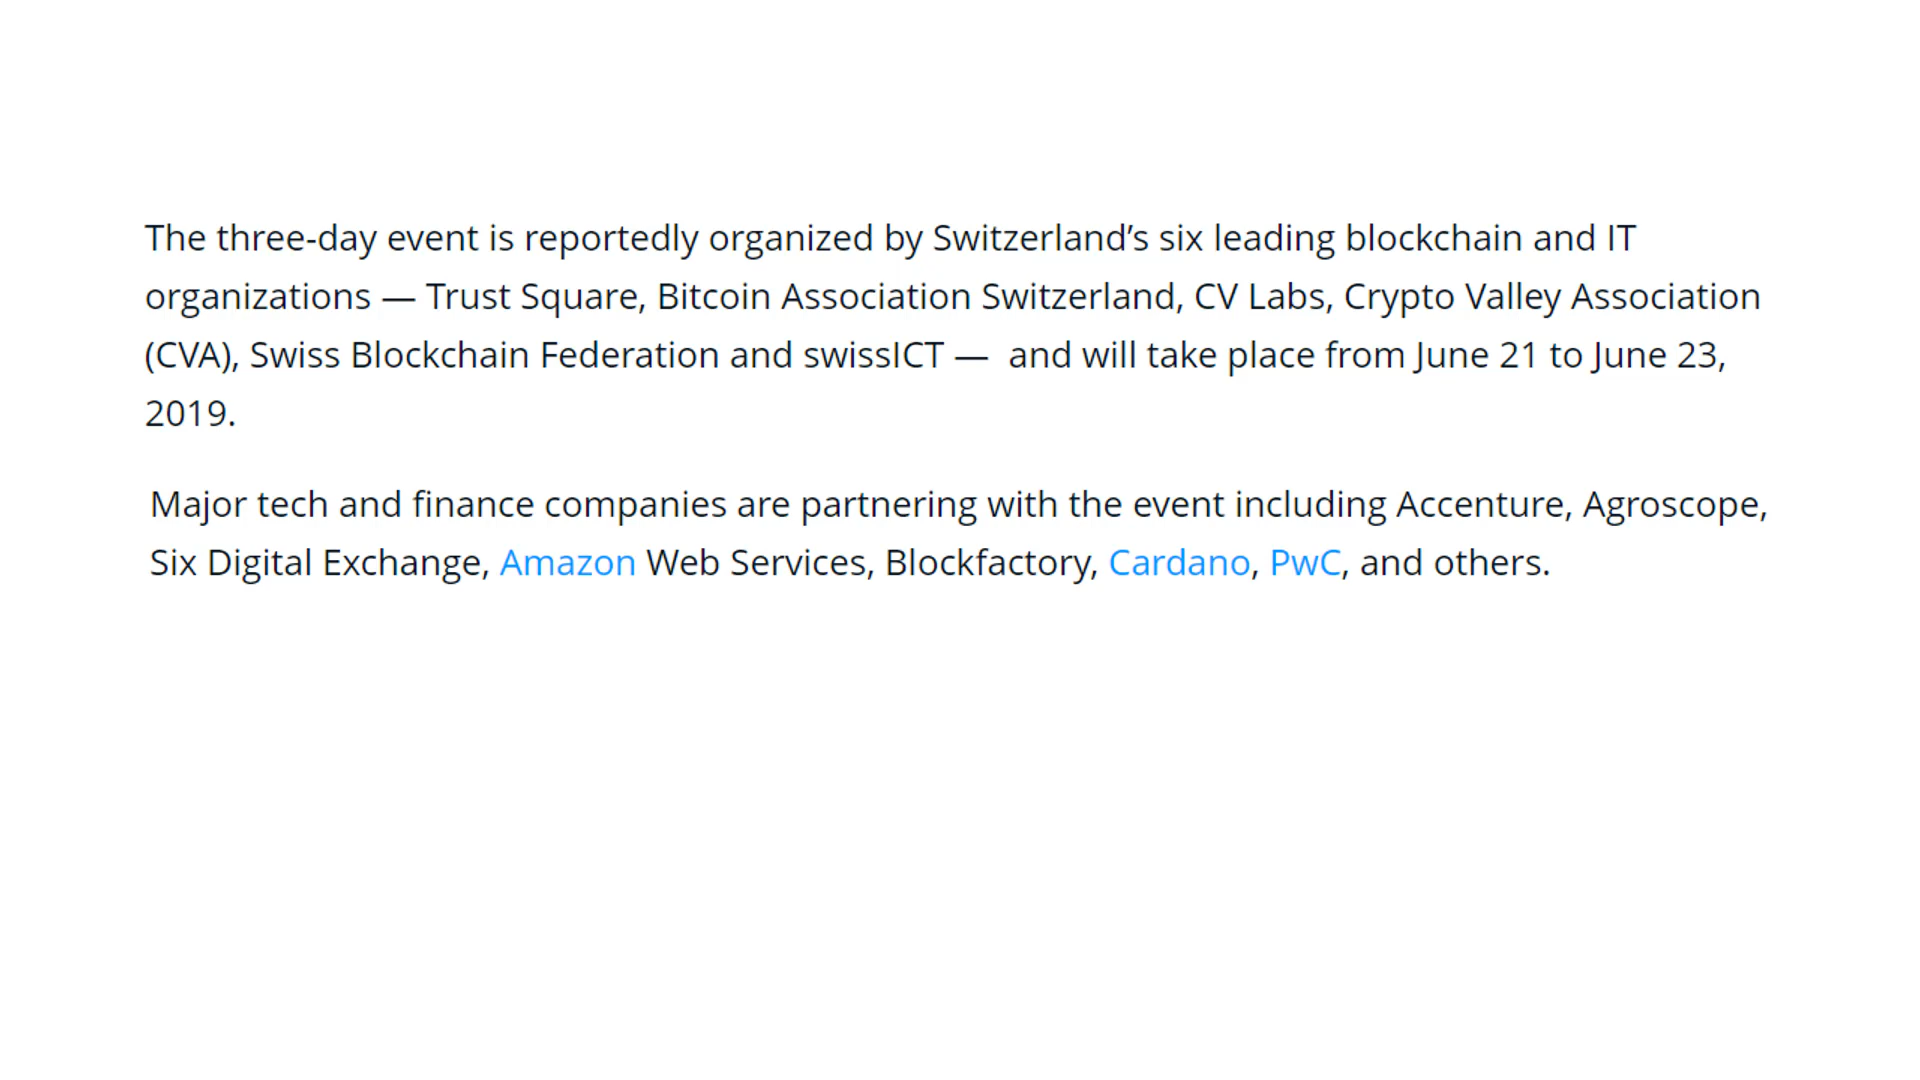 The three-day event is reportedly organized by Switzerland’s six leading blockchain and IT
organizations — Trust Square, Bitcoin Association Switzerland, CV Labs, Crypto Valley Association
(CVA), Swiss Blockchain Federation and swissICT —  and will take place from June 21 to June 23,
2019.
Major tech and finance companies are partnering with the event including Accenture, Agroscope,
Six Digital Exchange, Amazon Web Services, Blockfactory, Cardano, PwC, and others.